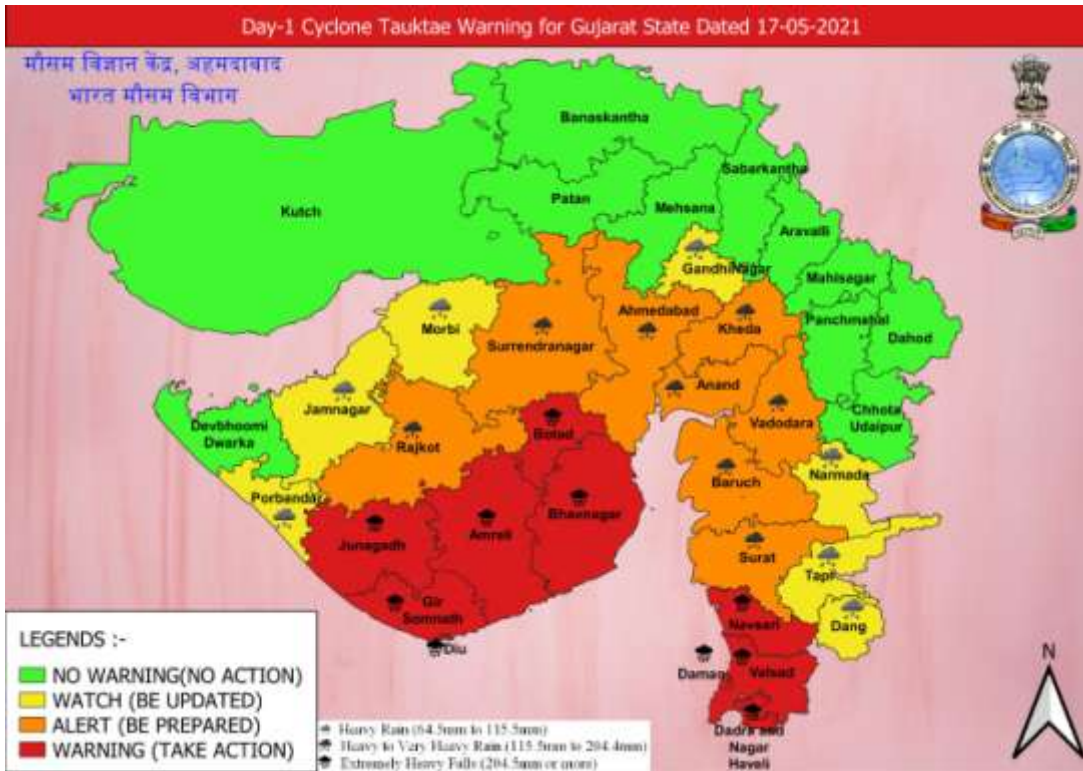 Day-1 Cyclone Tauktae Warning for Gujarat State Dated 17-05-2021
मौसम विज्ञान केंद्र, अहमदाबाद
भारत मौसम विभाग
Banaskantha
Sabarkantha
Patan
Mehsana
Kutch
Aravalli
GandhiNagar
Mahisagar
Morbi
Ahmedabad
Kheda
Panchmahal
Dahod
Surrendranagar
Anand
Jamnagar
Vadodara
Chhota
Udaipur
Devbhoomi
Dwarka
Rajkot
Botad
Narmada
Baruch
Porbandar
Bhavnagar
Junagadh
Amreli
Surat
Tapi
Gir
Somnath
Navsari
Dang
Diu
Daman
Valsad
Dadra and
Nagar
Haveli
N
LEGENDS :-
NO WARNING(NO ACTION)
WATCH (BE UPDATED)
ALERT (BE PREPARED)
WARNING (TAKE ACTION)
Heavy Rain (64.5mm to 115.5mm)
Heavy to Very Heavy Rain (115.5mm to 204.4mm)
Extremely Heavy Falls (204.5mm or more)